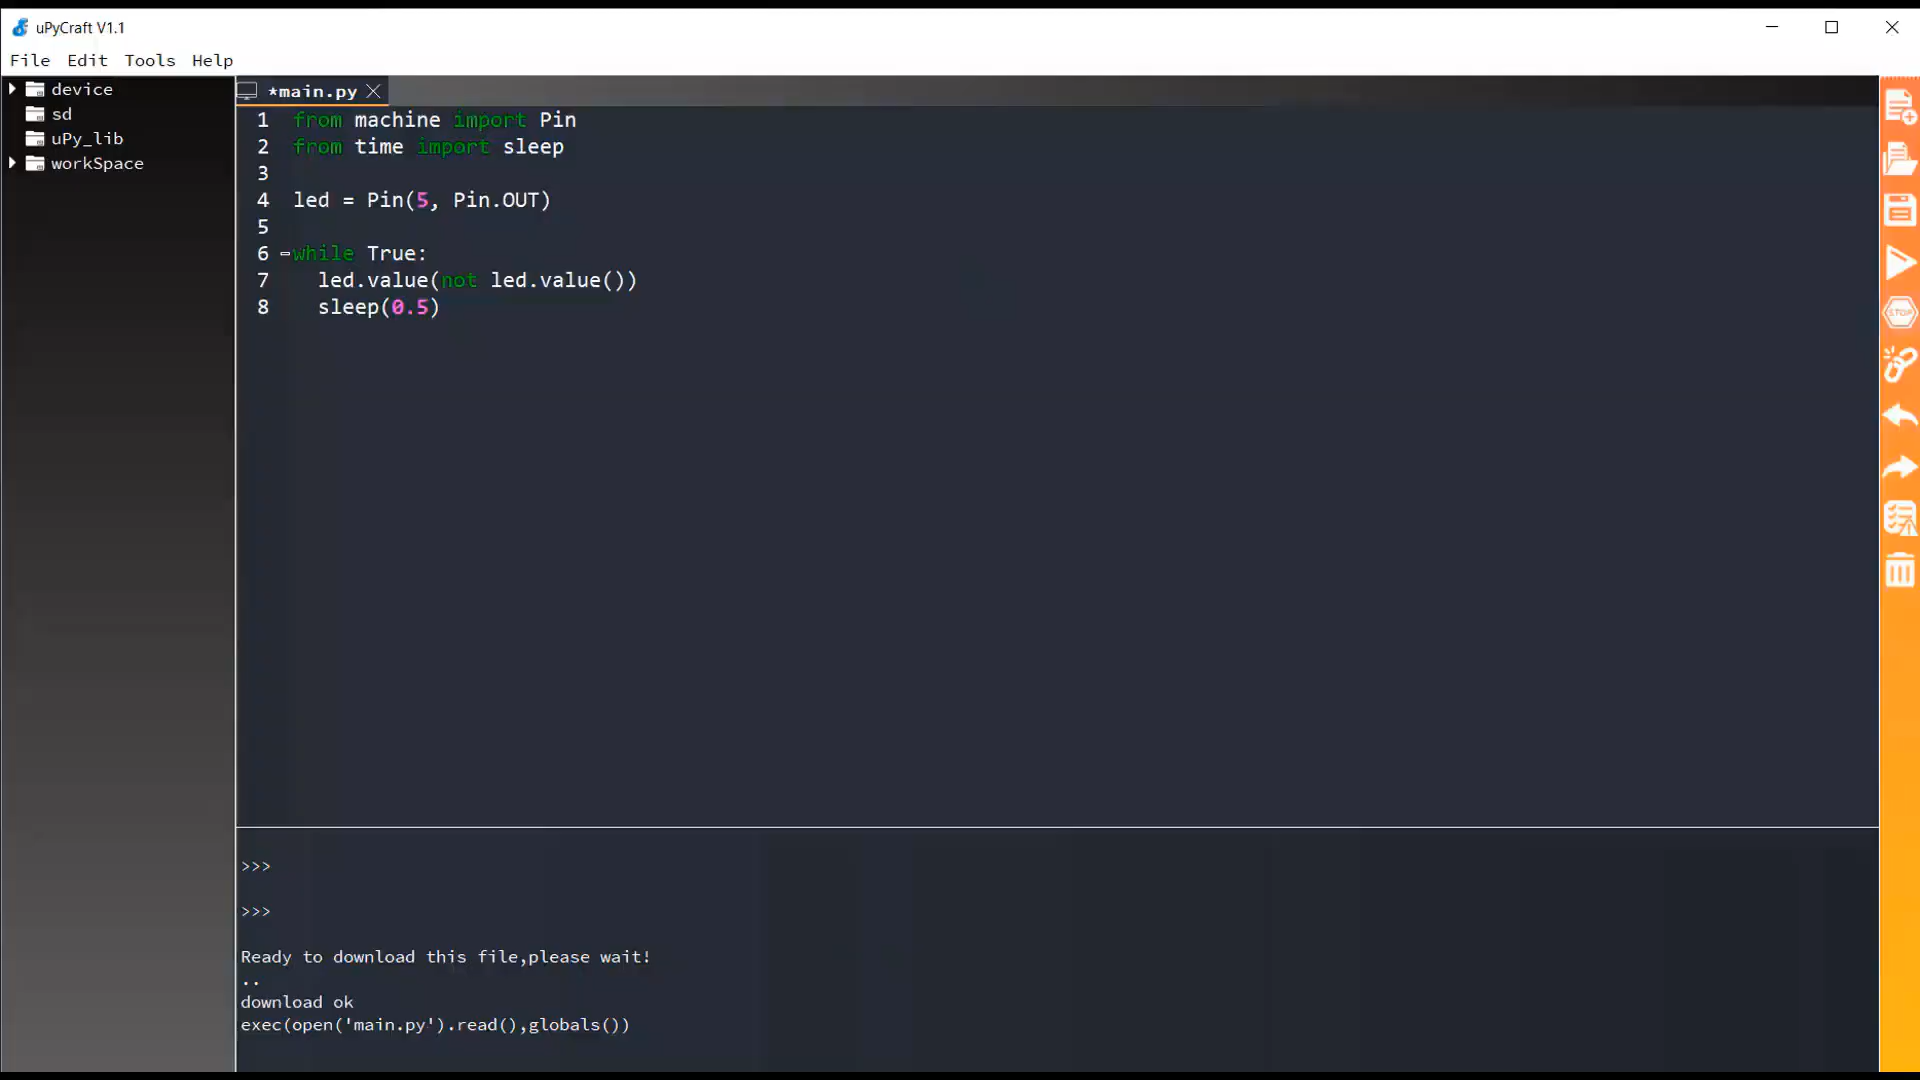 uPyCraft V1.1
File Edit Tools Help
device
sd
uPy_lib
workSpace
*main.py
1 from machine import Pin
2 from time import sleep
3
4 led = Pin(5, Pin.OUT)
5
6 while True:
7 led.value(not led.value())
8 sleep(0.5)
STOP
>>>
>>>
Ready to download this file,please wait!
..
download ok
exec(open('main.py').read(),globals())